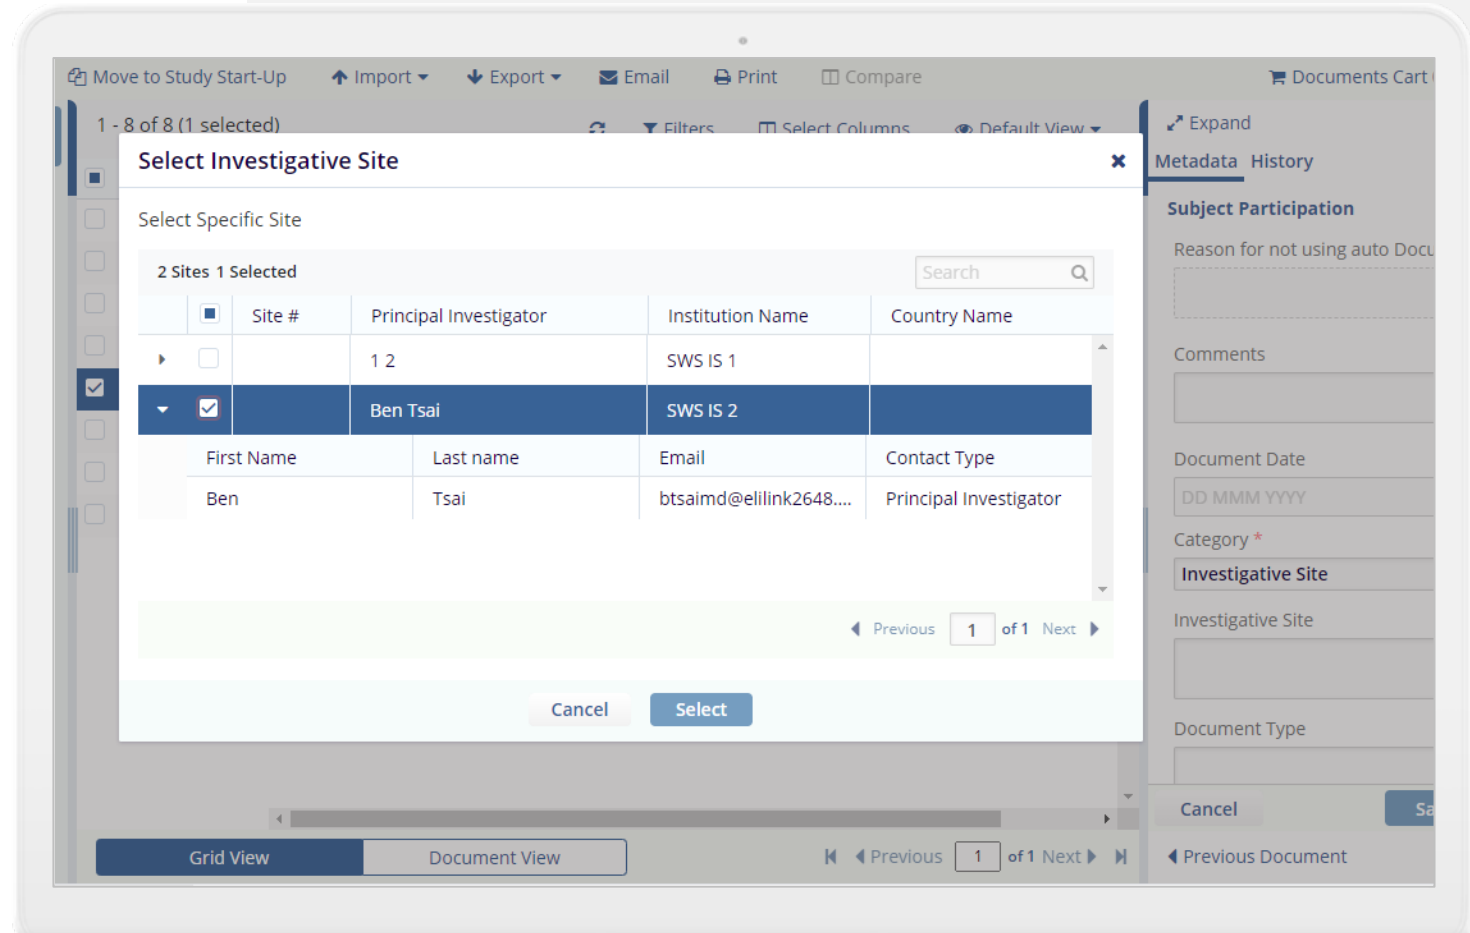 Move to Study Start-Up Import Export Email Print Compare Documents Cart
1 - 8 of 8 (1 selected) Filters Select Columns Default View Expand
Select Investigative Site
Metadata History
Select Specific Site
Subject Participation
Reason for not using auto Docu
2 Sites 1 Selected Search
Site # Principal Investigator Institution Name Country Name
1 2 SWS IS 1
Comments
Ben Tsai SWS IS 2
First Name Last name Email Contact Type
Document Date
Ben Tsai btsaimd@elilink2648.... Principal Investigator
DD MMM YYYY
Category *
Investigative Site
Investigative Site
Previous 1 of 1 Next
Cancel Select
Document Type
Cancel Sa
Grid View Document View Previous 1 of 1 Next Previous Document